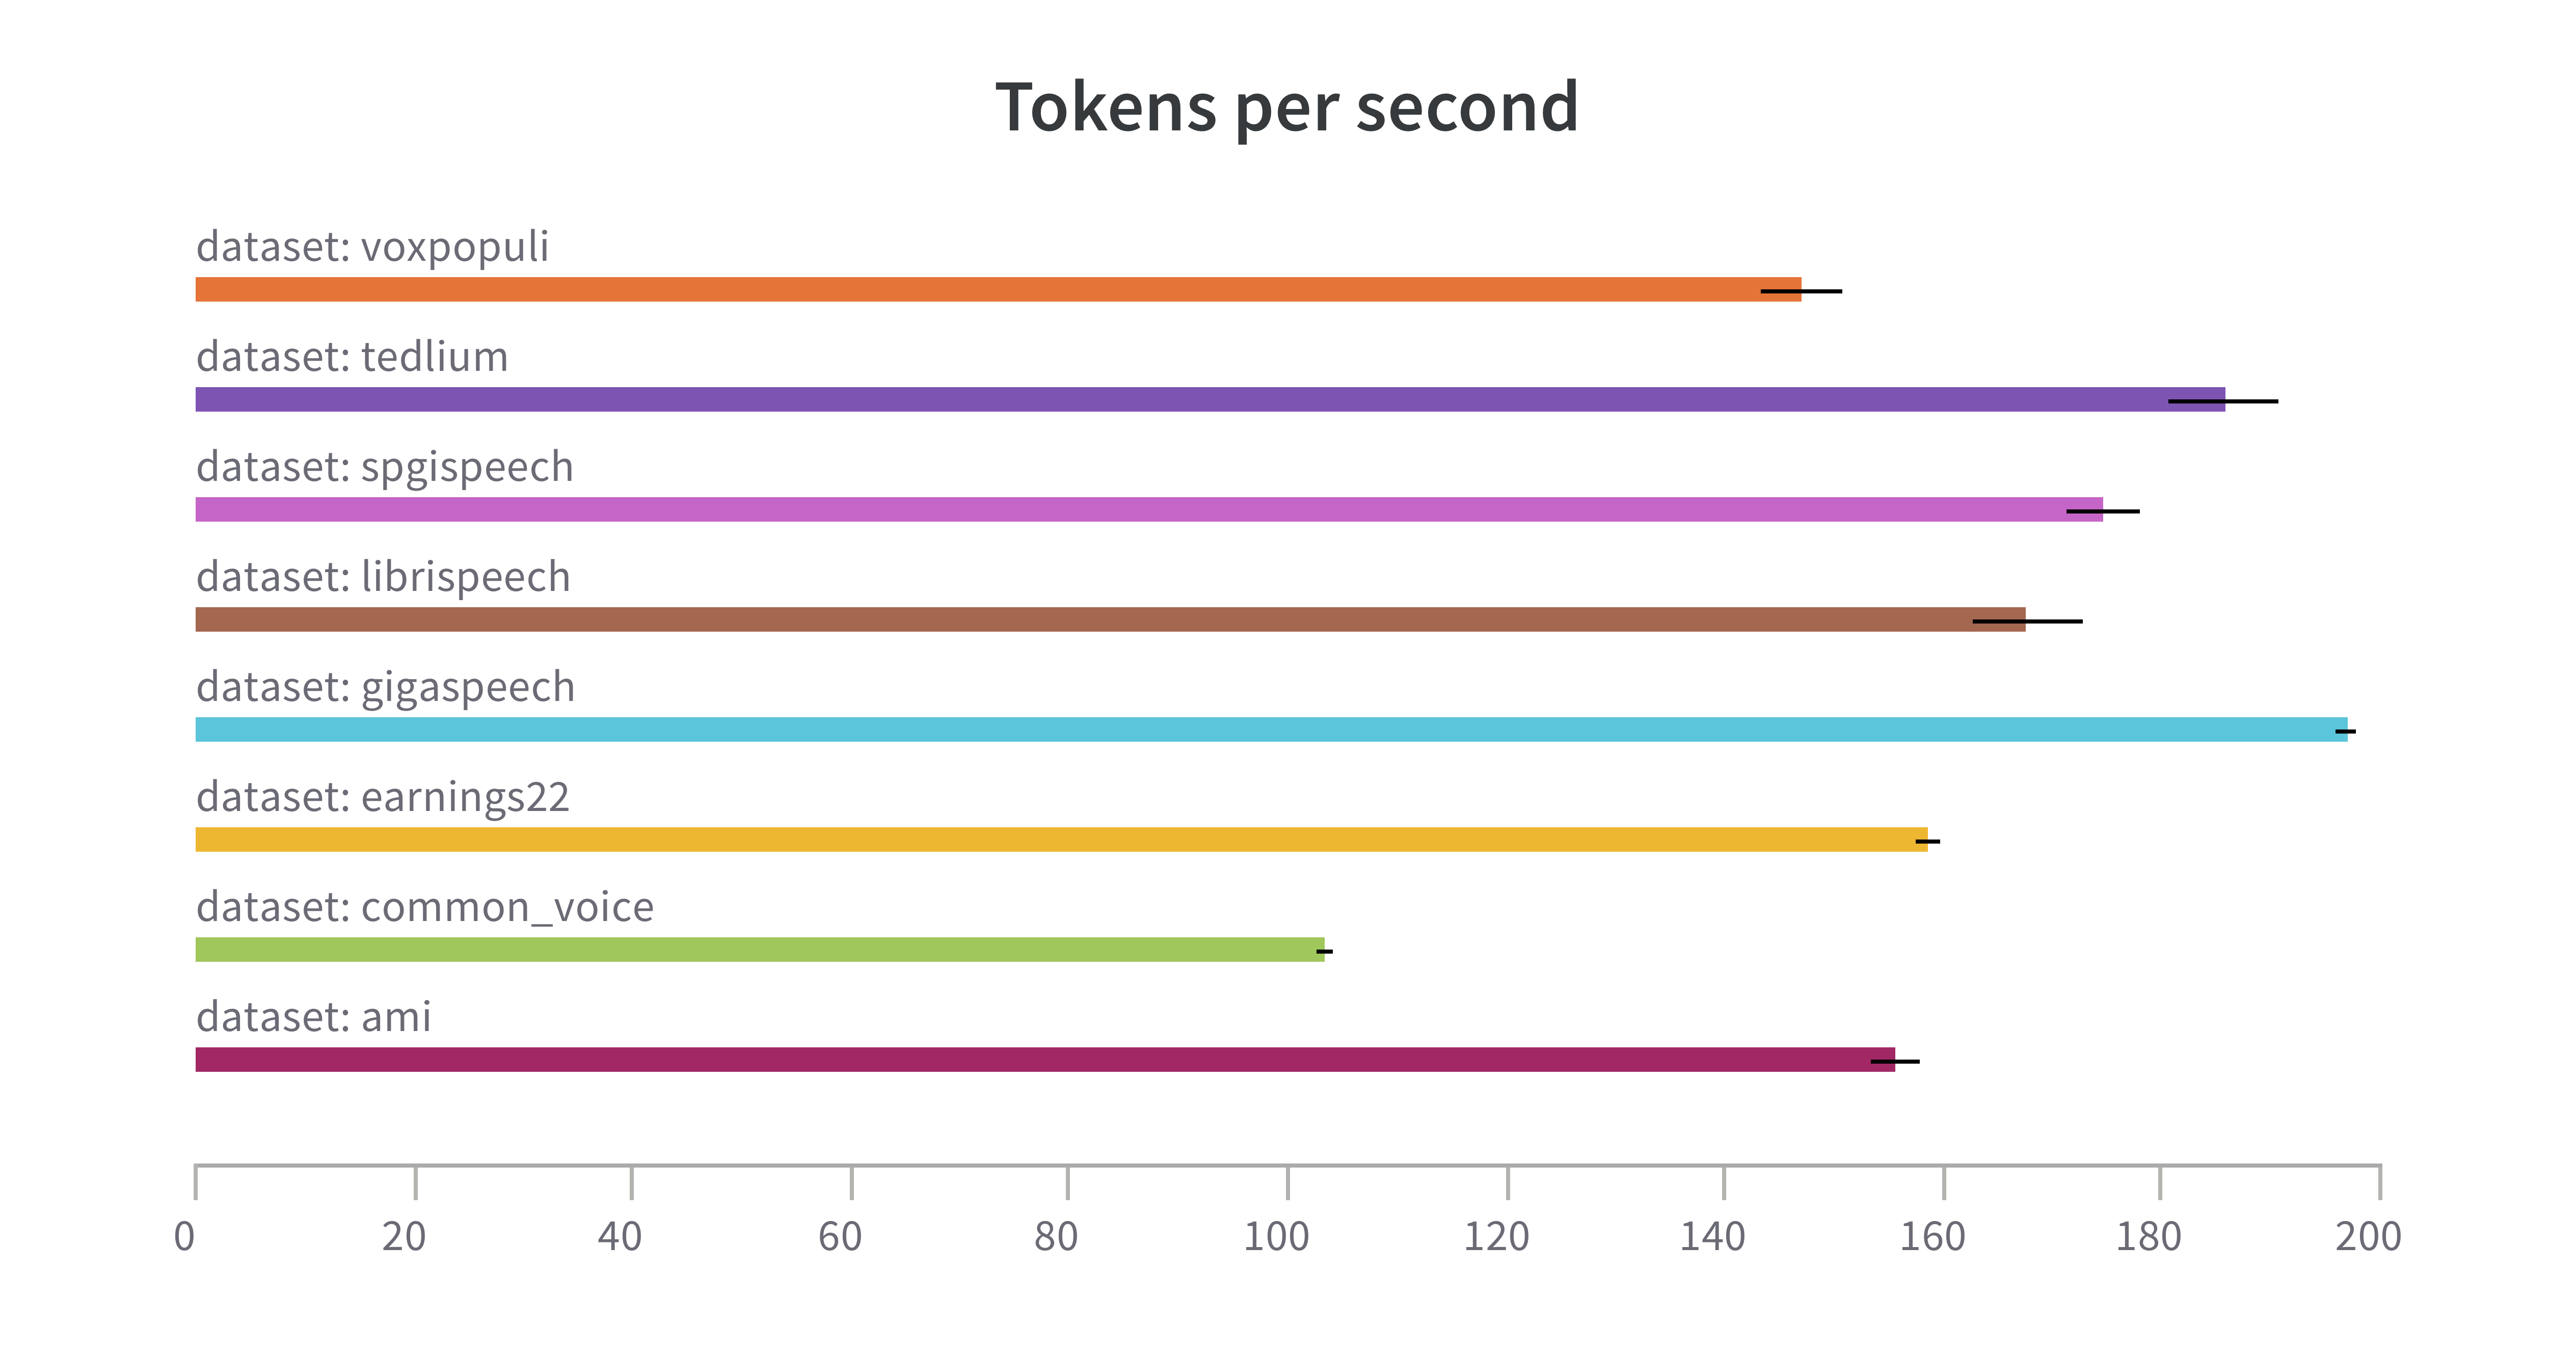 Tokens per second
dataset: voxpopuli
dataset: tedlium
dataset: spgispeech
dataset: librispeech
dataset: gigaspeech
dataset: earnings22
dataset: common_voice
dataset: ami
0 20 40 60 80 100 120 140 160 180 200